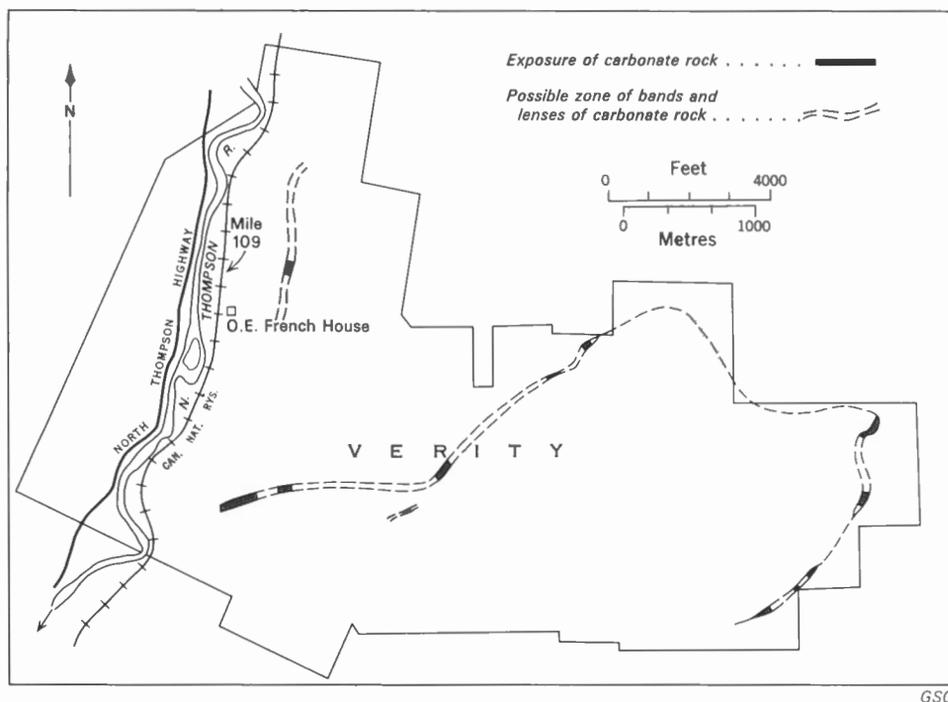 Exposure of carbonate rock . . . . . .
Possible zone of bands and
lenses of carbonate rock . . . . . . .
N
Feet
0 4000
0 1000
Metres
R.
Mile
109
THOMPSON
HIGHWAY
O.E. French House
THOMPSON
N.
NORTH
CAN. NAT. RYS.
VERITY
GSC